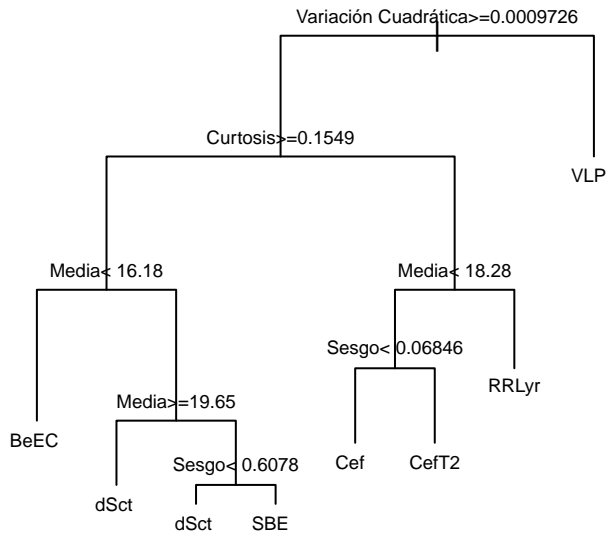 Variación Cuadrática>=0.0009726
Curtosis>=0.1549
VLP
Media< 16.18
Media< 18.28
Sesgo< 0.06846
RRLyr
Media>=19.65
BeEC
Sesgo< 0.6078
Cef
CefT2
dSct
dSct
SBE